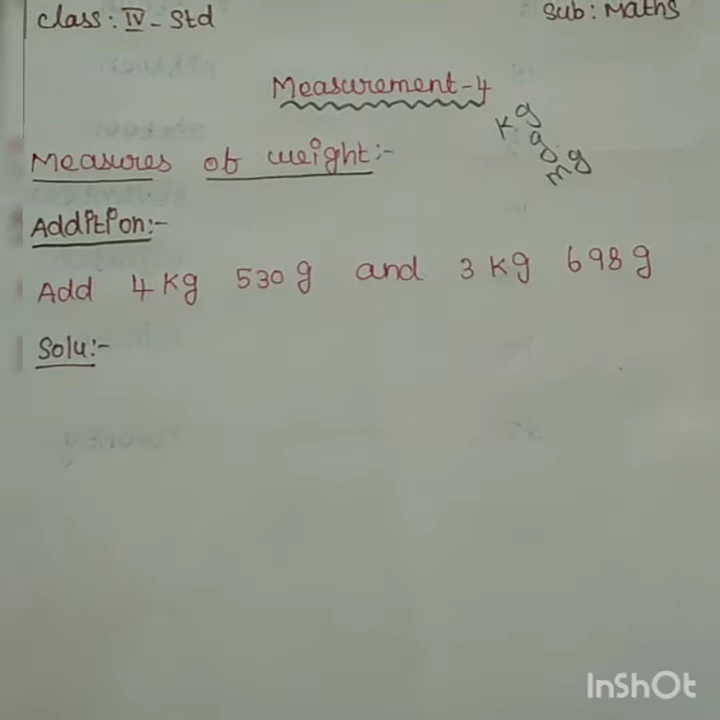 class: IV - Std
Sub: Maths
Measurement-4
Kg
g
mg
Measures of weight:-
Addition:-
Add 4 Kg 530 g and 3 Kg 698 g
Solu:-
InShOt